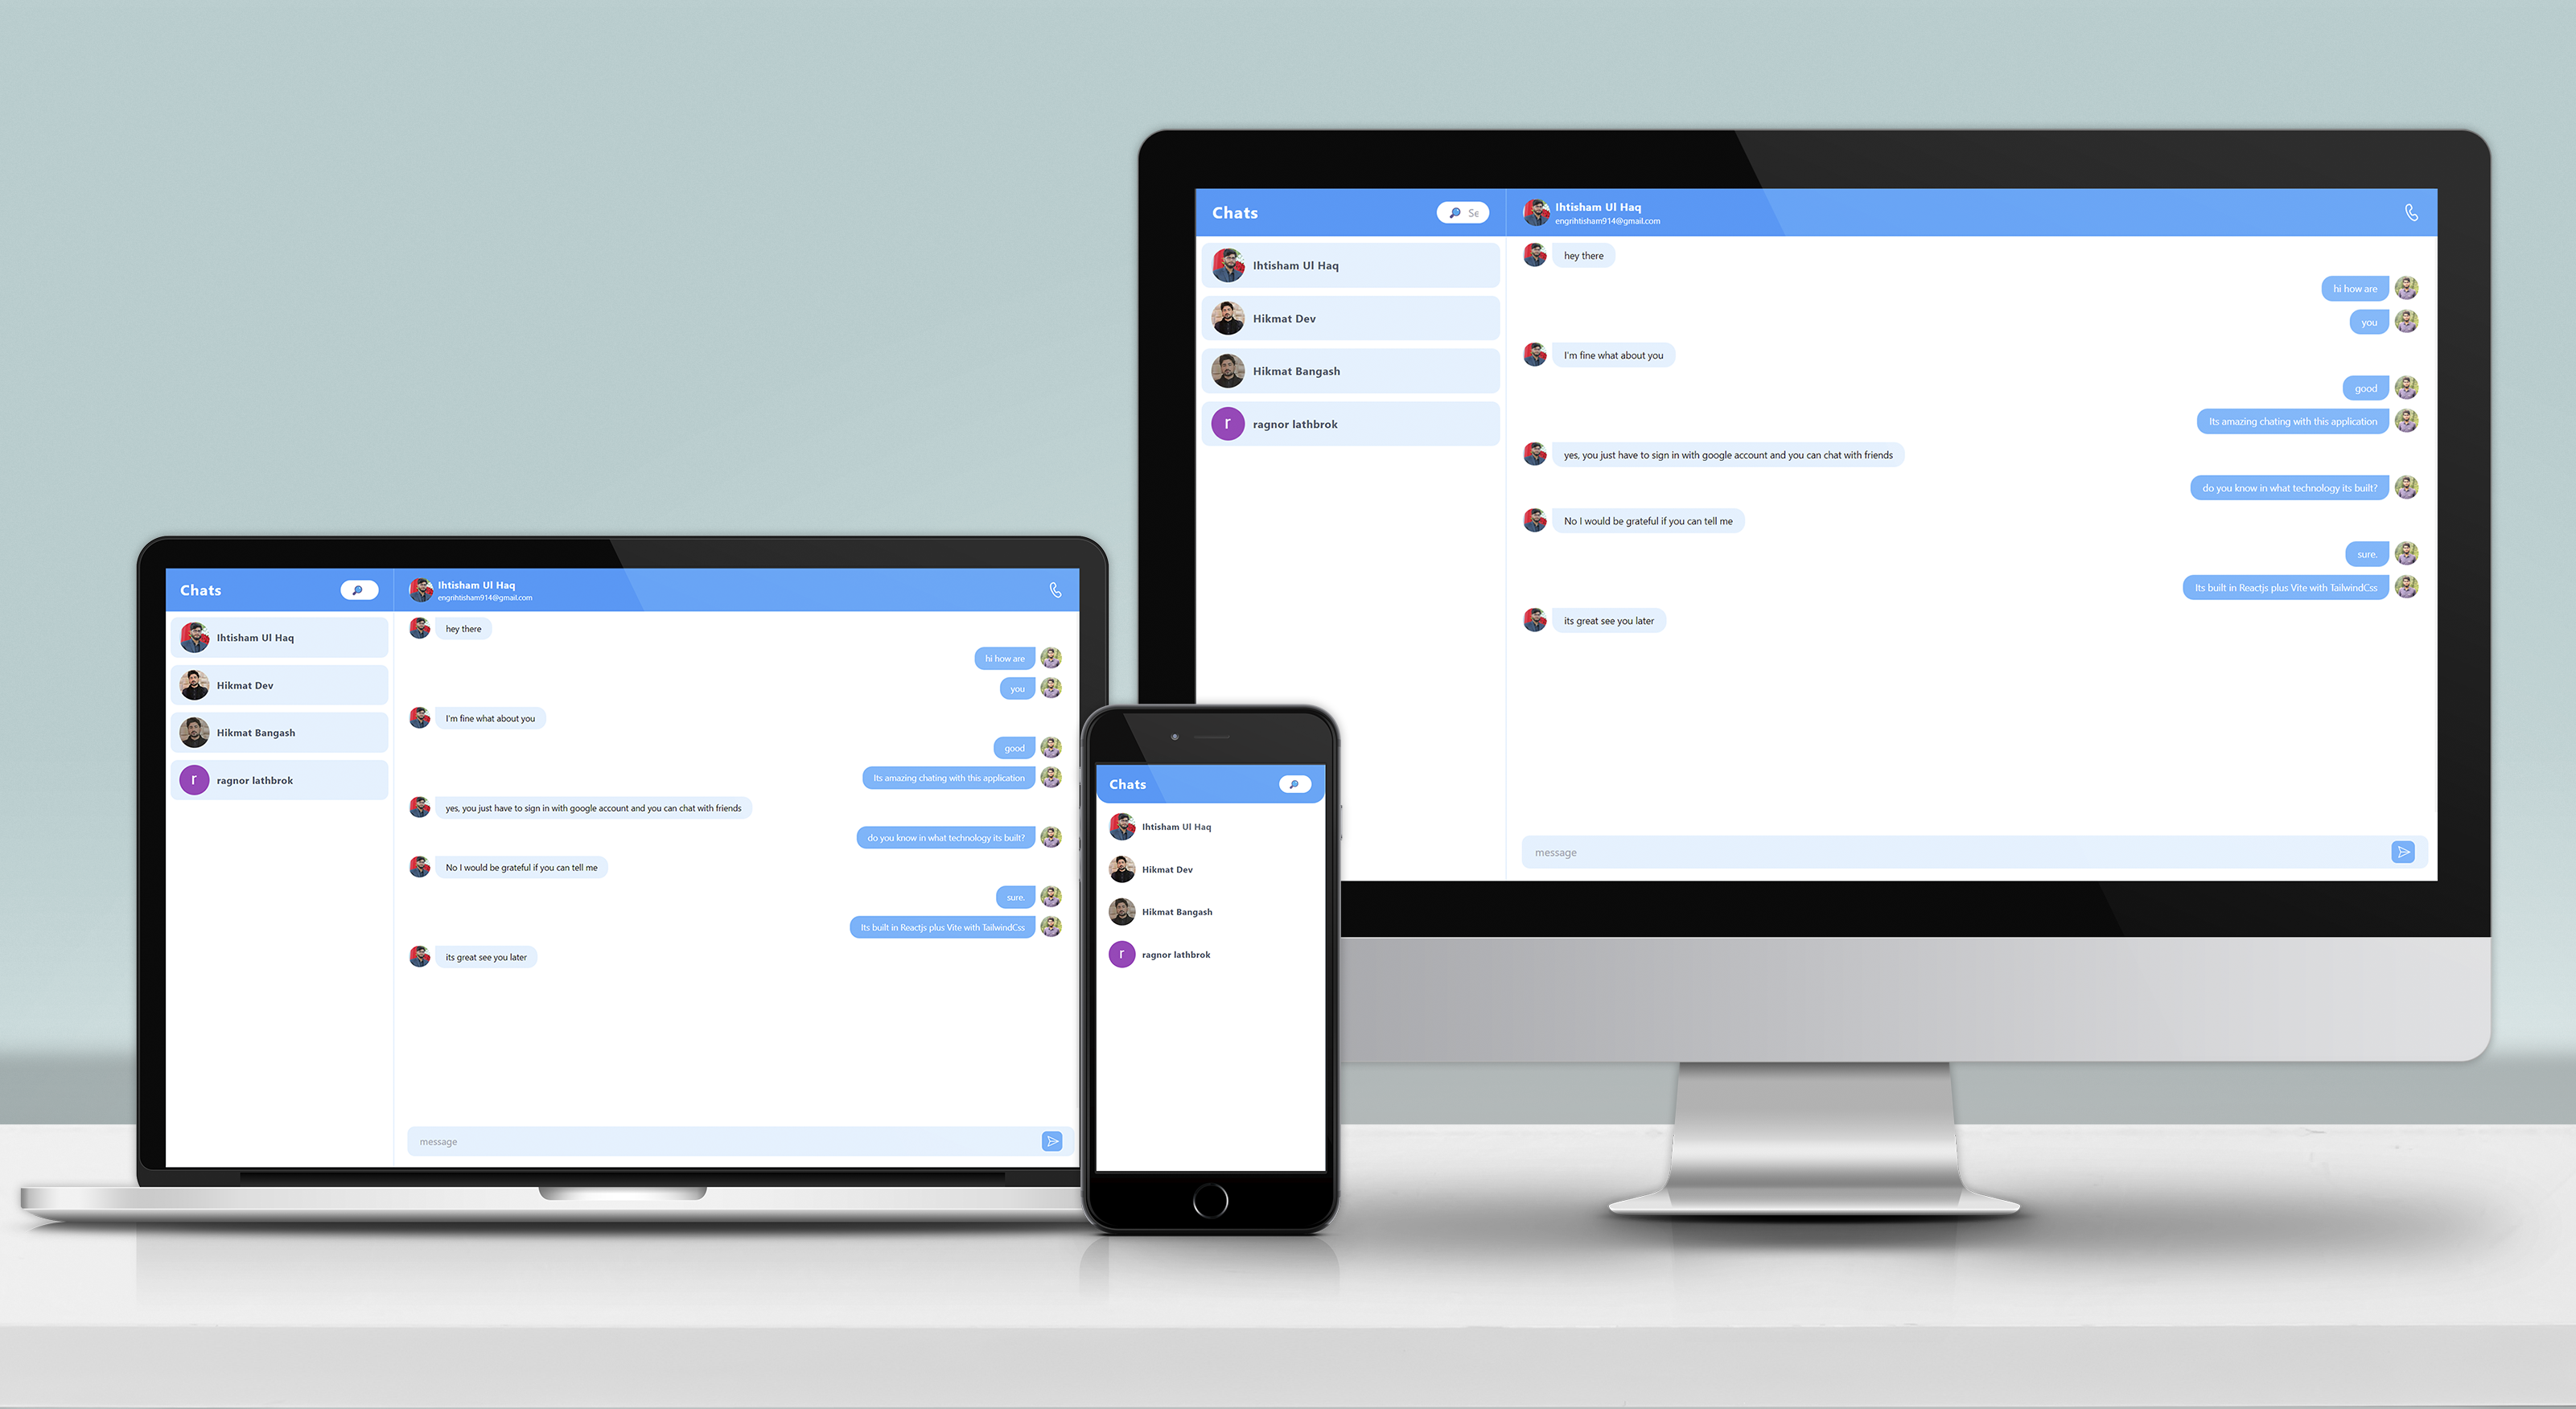 Chats
Se
Ihtisham Ul Haq
engrihtisham914@gmail.com
Ihtisham Ul Haq
Hikmat Dev
Hikmat Bangash
r
ragnor lathbrok
hey there
hi how are
you
I'm fine what about you
good
Its amazing chating with this application
yes, you just have to sign in with google account and you can chat with friends
do you know in what technology its built?
No I would be grateful if you can tell me
sure.
Its built in Reactjs plus Vite with TailwindCss
its great see you later
message
Chats
Ihtisham Ul Haq
engrihtisham914@gmail.com
Ihtisham Ul Haq
Hikmat Dev
Hikmat Bangash
r
ragnor lathbrok
hey there
hi how are
you
I'm fine what about you
good
Its amazing chating with this application
yes, you just have to sign in with google account and you can chat with friends
do you know in what technology its built?
No I would be grateful if you can tell me
sure.
Its built in Reactjs plus Vite with TailwindCss
its great see you later
message
Chats
Ihtisham Ul Haq
Hikmat Dev
Hikmat Bangash
r
ragnor lathbrok